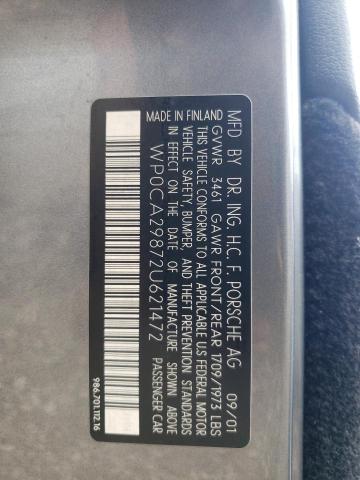 MFD BY DR. ING. H.C. F. PORSCHE AG 09/01
GVWR 3461 GAWR FRONT/REAR 1709/1973 LBS
THIS VEHICLE CONFORMS TO ALL APPLICABLE US FEDERAL MOTOR
VEHICLE SAFETY, BUMPER, AND THEFT PREVENTION STANDARDS
IN EFFECT ON THE DATE OF MANUFACTURE SHOWN ABOVE
MADE IN FINLAND
WP0CA29872U621472
PASSENGER CAR
986.701.112.16